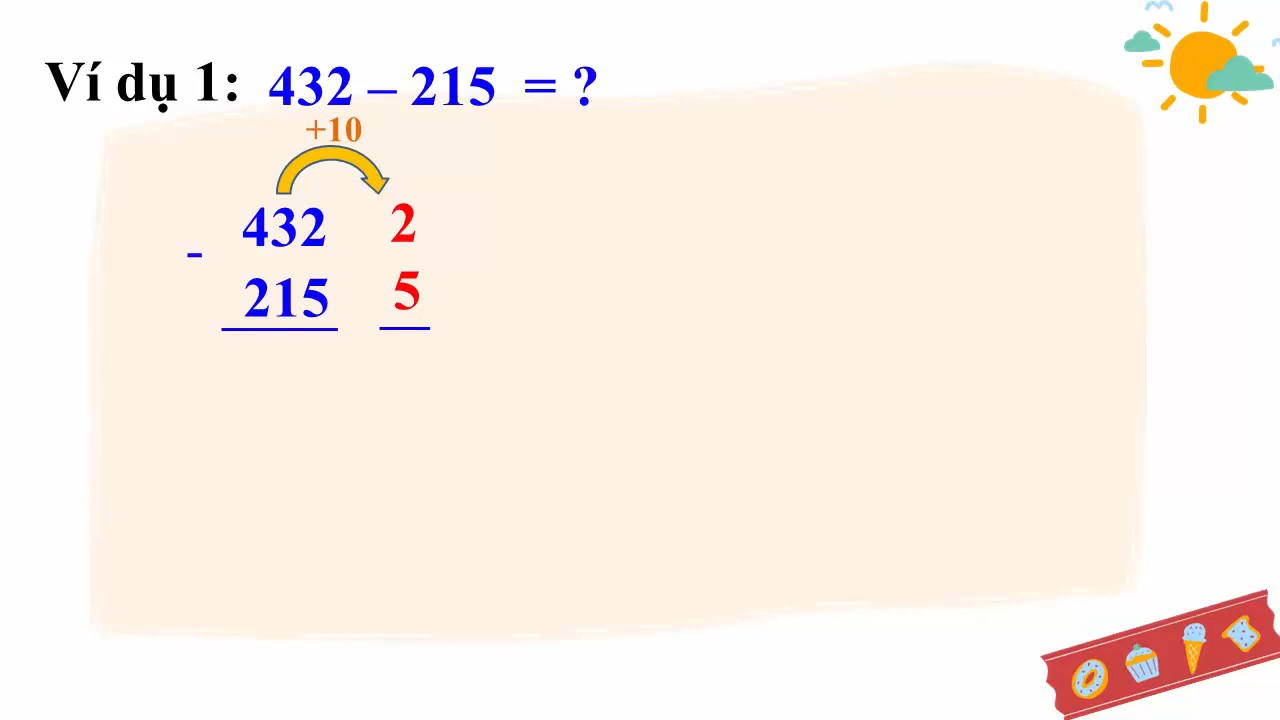 Ví dụ 1: 432 – 215 = ?
+10
432 2
-
215 5